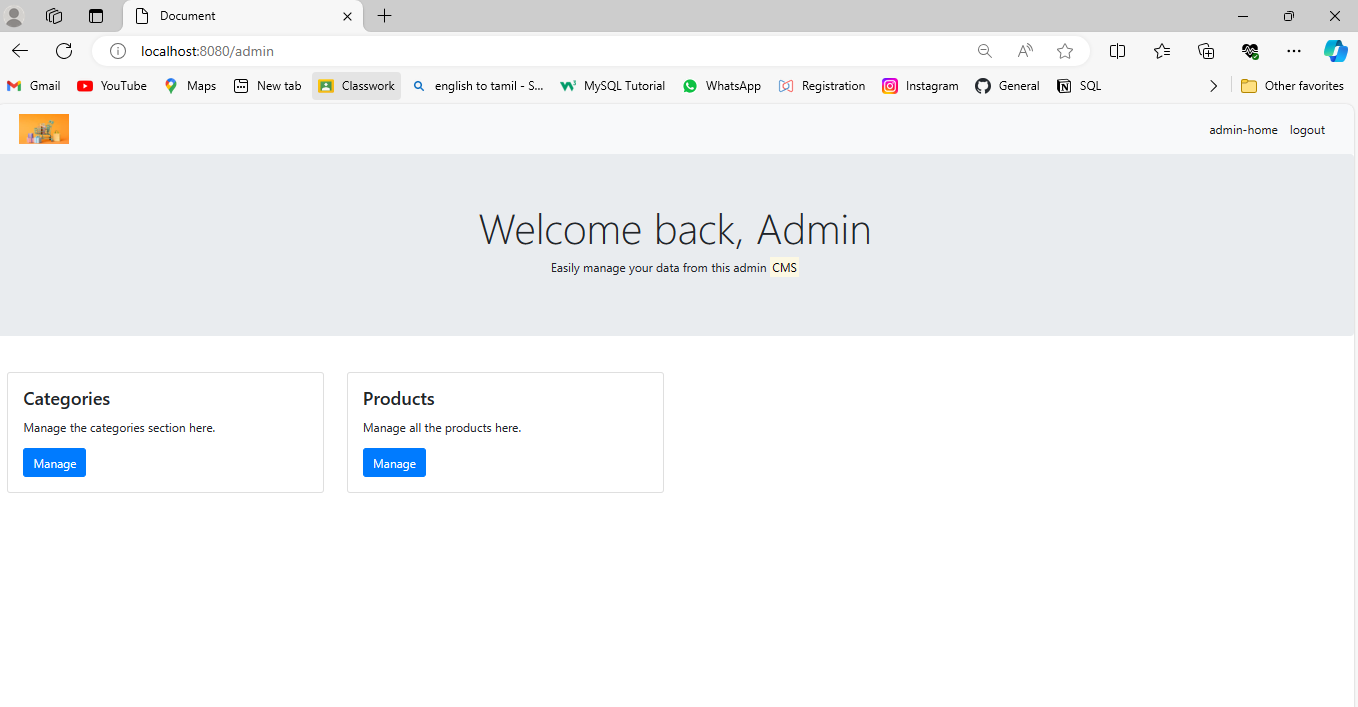 Document
localhost:8080/admin
Gmail YouTube Maps New tab Classwork english to tamil - S... MySQL Tutorial WhatsApp Registration Instagram General SQL Other favorites
admin-home logout
Welcome back, Admin
Easily manage your data from this admin CMS
Categories
Manage the categories section here.
Manage
Products
Manage all the products here.
Manage